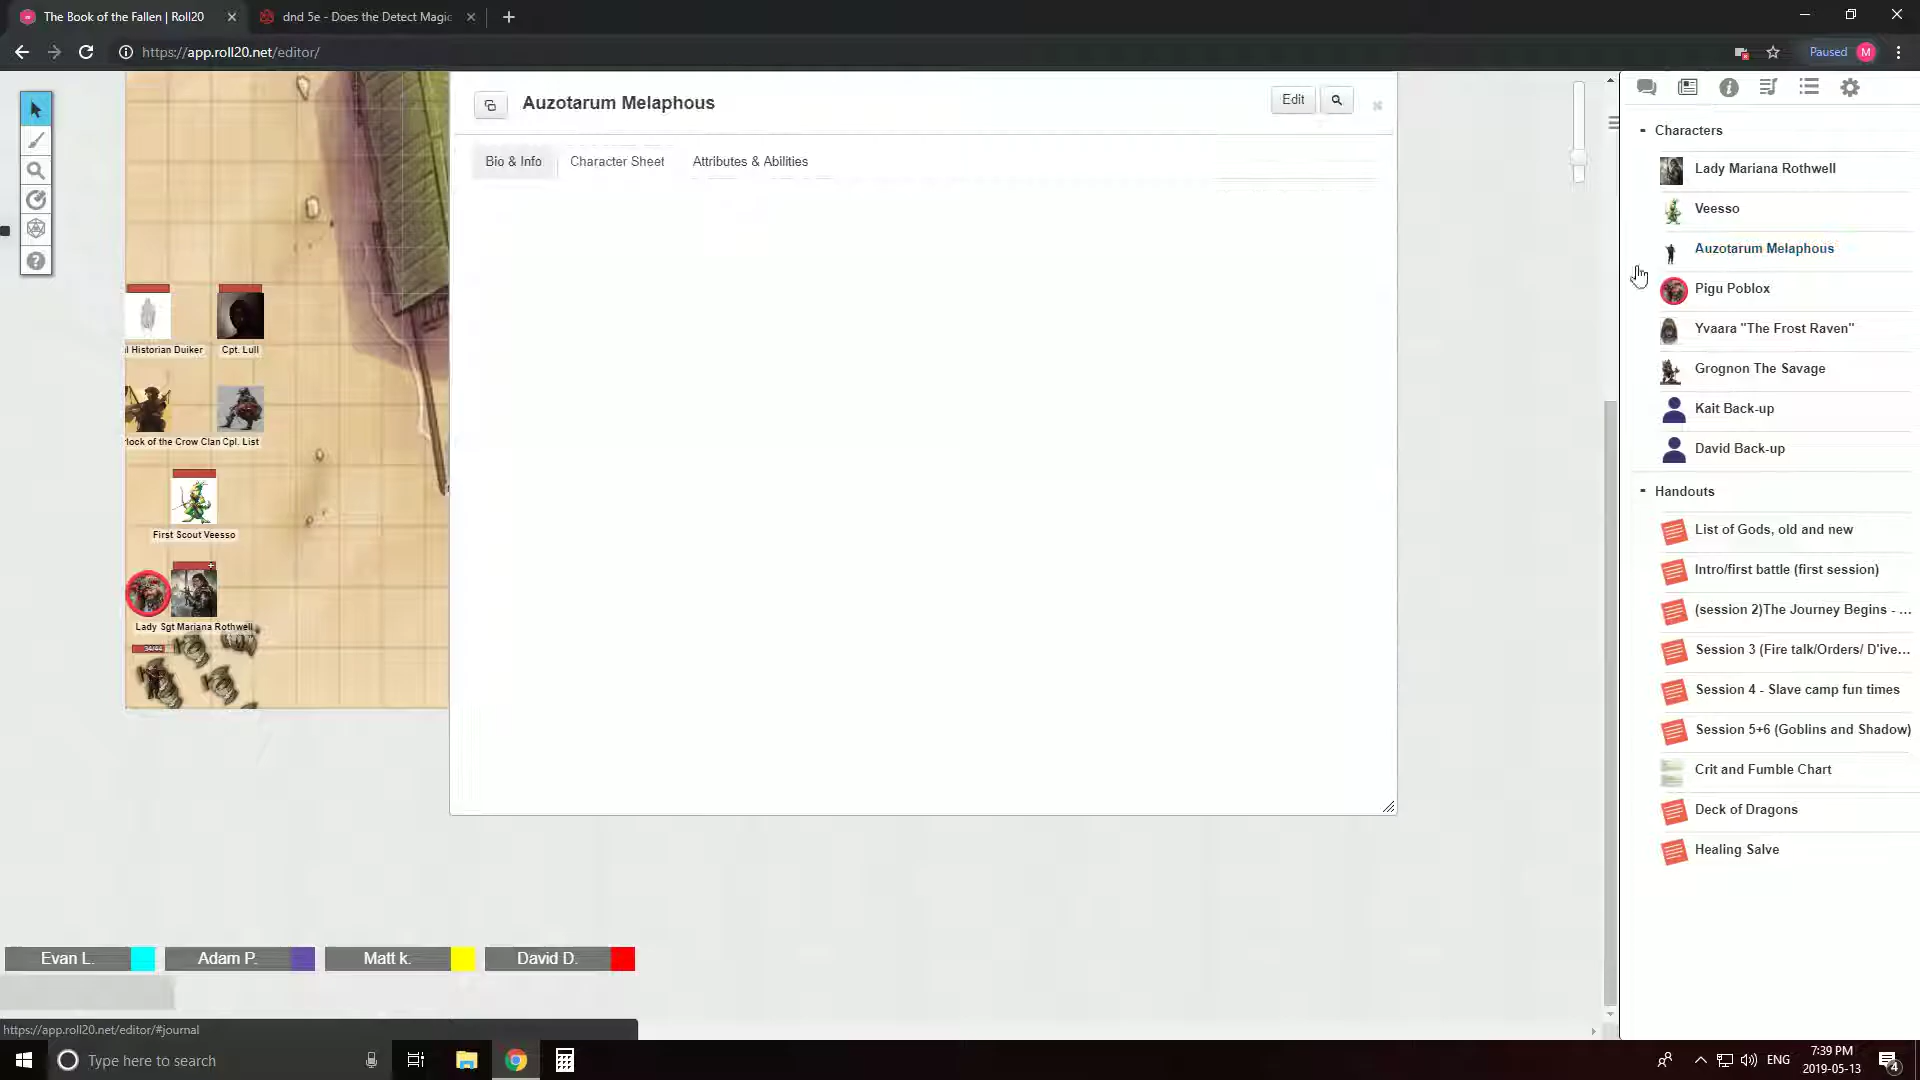 The Book of the Fallen | Roll20
dnd 5e - Does the Detect Magic
https://app.roll20.net/editor/
Paused
M
Auzotarum Melaphous
Edit
Bio & Info
Character Sheet
Attributes & Abilities
l Historian Duiker
Cpt. Lull
lock of the Crow Clan
Cpl. List
First Scout Veesso
Lady Sgt Mariana Rothwell
34/44
Characters
Lady Mariana Rothwell
Veesso
Auzotarum Melaphous
Pigu Poblox
Yvaara "The Frost Raven"
Grognon The Savage
Kait Back-up
David Back-up
Handouts
List of Gods, old and new
Intro/first battle (first session)
(session 2)The Journey Begins - ...
Session 3 (Fire talk/Orders/ D'ive...
Session 4 - Slave camp fun times
Session 5+6 (Goblins and Shadow)
Crit and Fumble Chart
Deck of Dragons
Healing Salve
Evan L.
Adam P.
Matt k.
David D.
https://app.roll20.net/editor/#journal
Type here to search
ENG
7:39 PM
2019-05-13
4